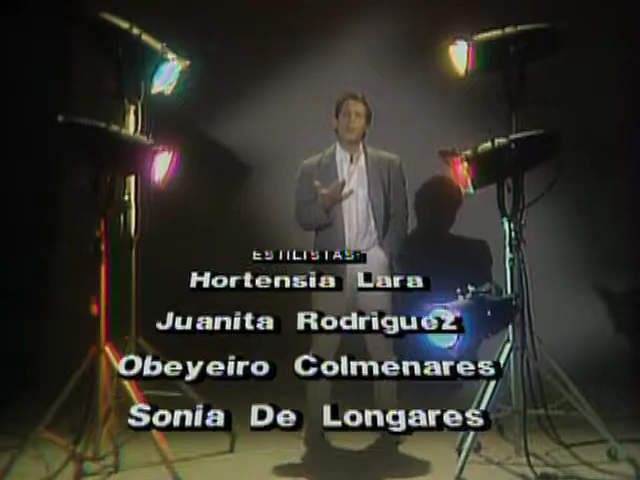 ESTILISTAS:
Hortensia Lara
Juanita Rodriguez
Obeyeiro Colmenares
Sonia De Longares